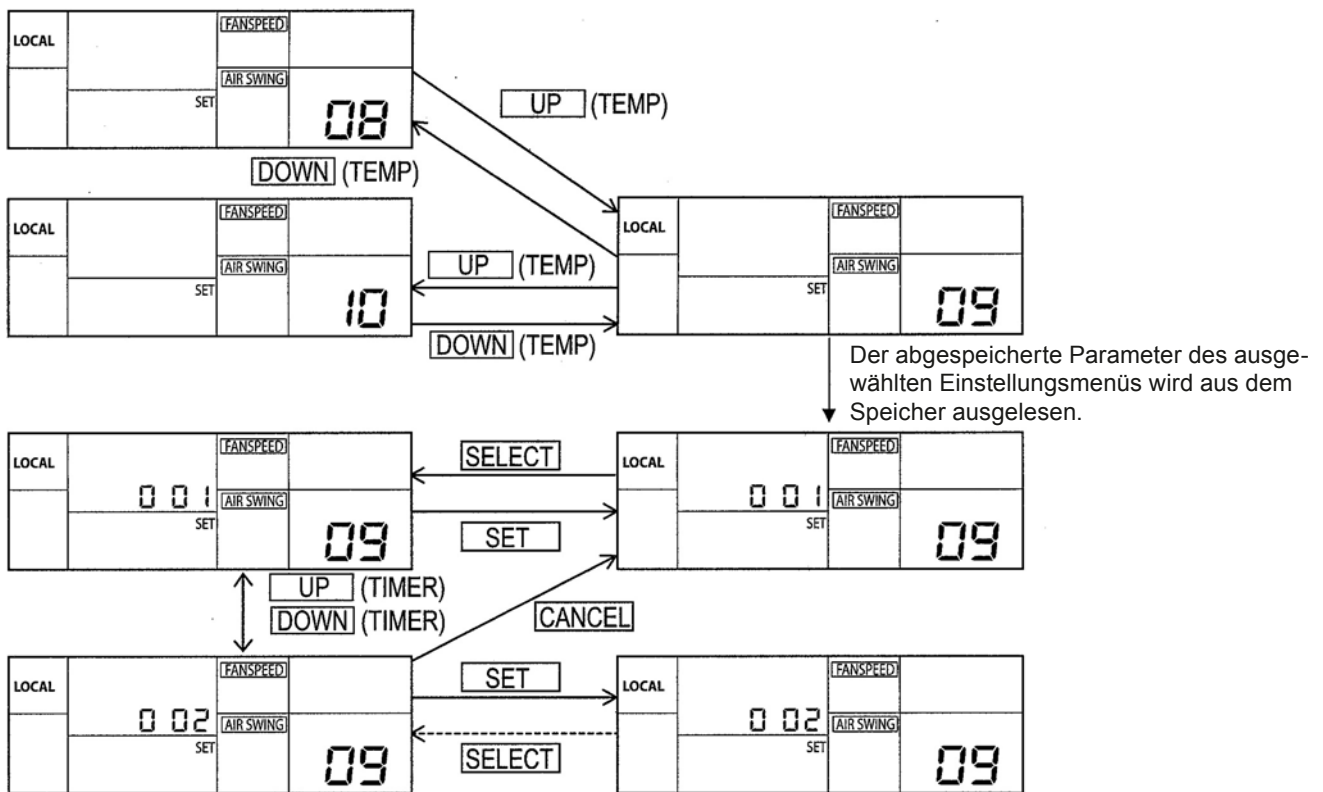 LOCAL FANSPEED
AIR SWING
SET 08
UP (TEMP)
DOWN (TEMP)
LOCAL FANSPEED
AIR SWING
SET 10
UP (TEMP)
DOWN (TEMP)
LOCAL FANSPEED
AIR SWING
SET 09
Der abgespeicherte Parameter des ausge-
wählten Einstellungsmenüs wird aus dem
Speicher ausgelesen.
LOCAL FANSPEED
0 0 1 AIR SWING
SET 09
SELECT
SET
LOCAL FANSPEED
0 0 1 AIR SWING
SET 09
UP (TIMER)
DOWN (TIMER)
CANCEL
LOCAL FANSPEED
0 02 AIR SWING
SET 09
SET
SELECT
LOCAL FANSPEED
0 02 AIR SWING
SET 09